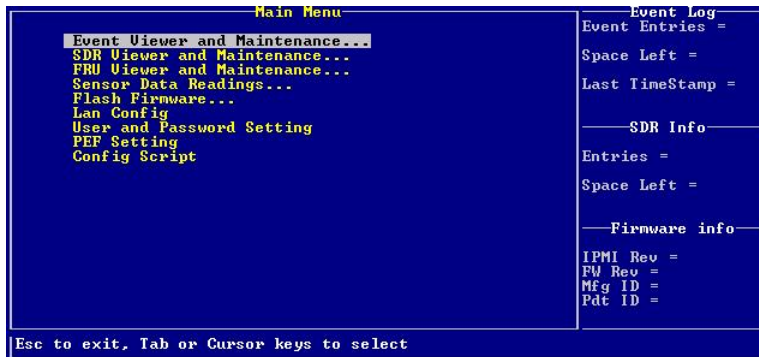 Main Menu
Event Viewer and Maintenance...
SDR Viewer and Maintenance...
FRU Viewer and Maintenance...
Sensor Data Readings...
Flash Firmware...
Lan Config
User and Password Setting
PEF Setting
Config Script
Event Log
Event Entries =
Space Left =
Last TimeStamp =
SDR Info
Entries =
Space Left =
Firmware info
IPMI Rev =
FW Rev =
Mfg ID =
Pdt ID =
Esc to exit, Tab or Cursor keys to select